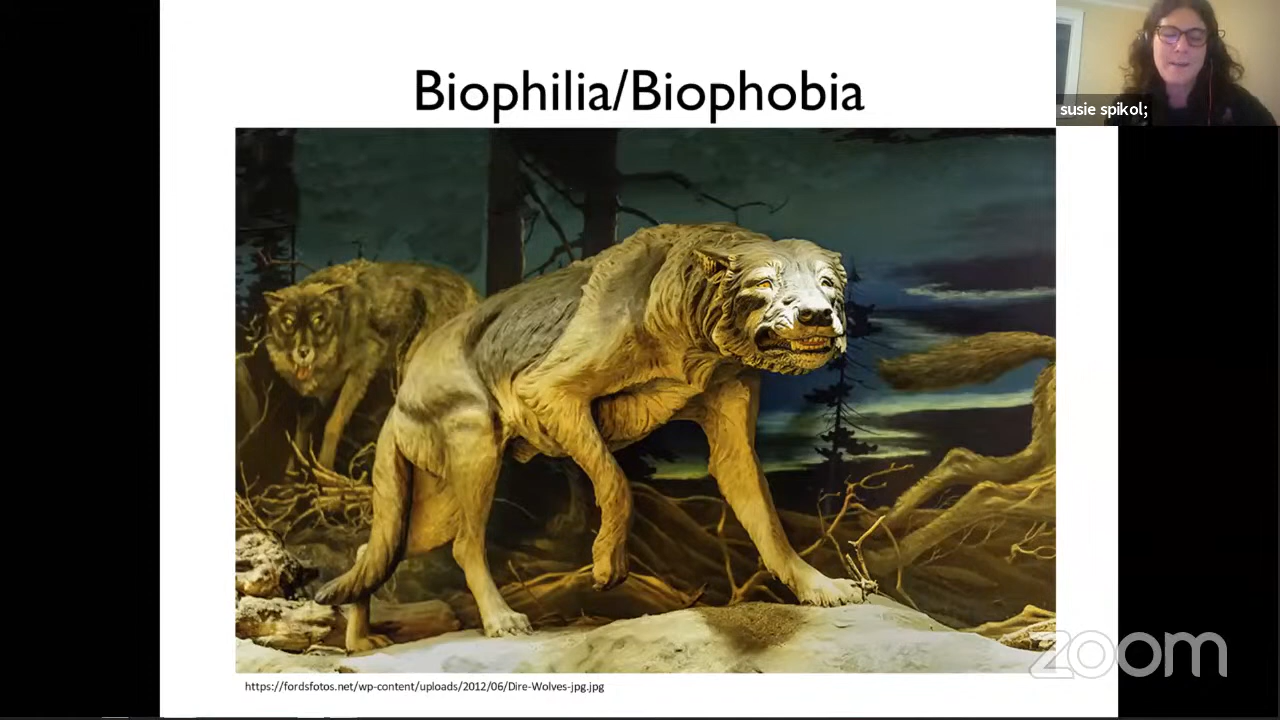 Biophilia/Biophobia
susie spikol;
https://fordsfotos.net/wp-content/uploads/2012/06/Dire-Wolves-jpg.jpg
zoom